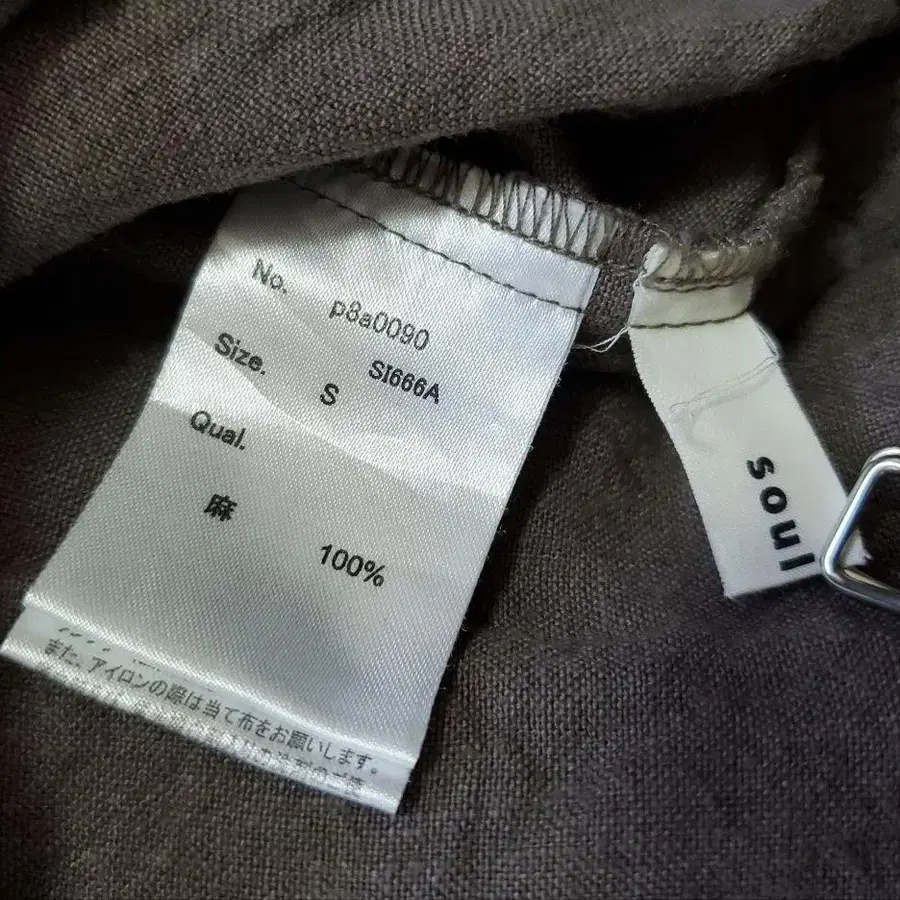 No. p8a0090
Size. SI666A
S
Qual.
麻 100%
また、アイロンの際は当て布をお願いします。
soul